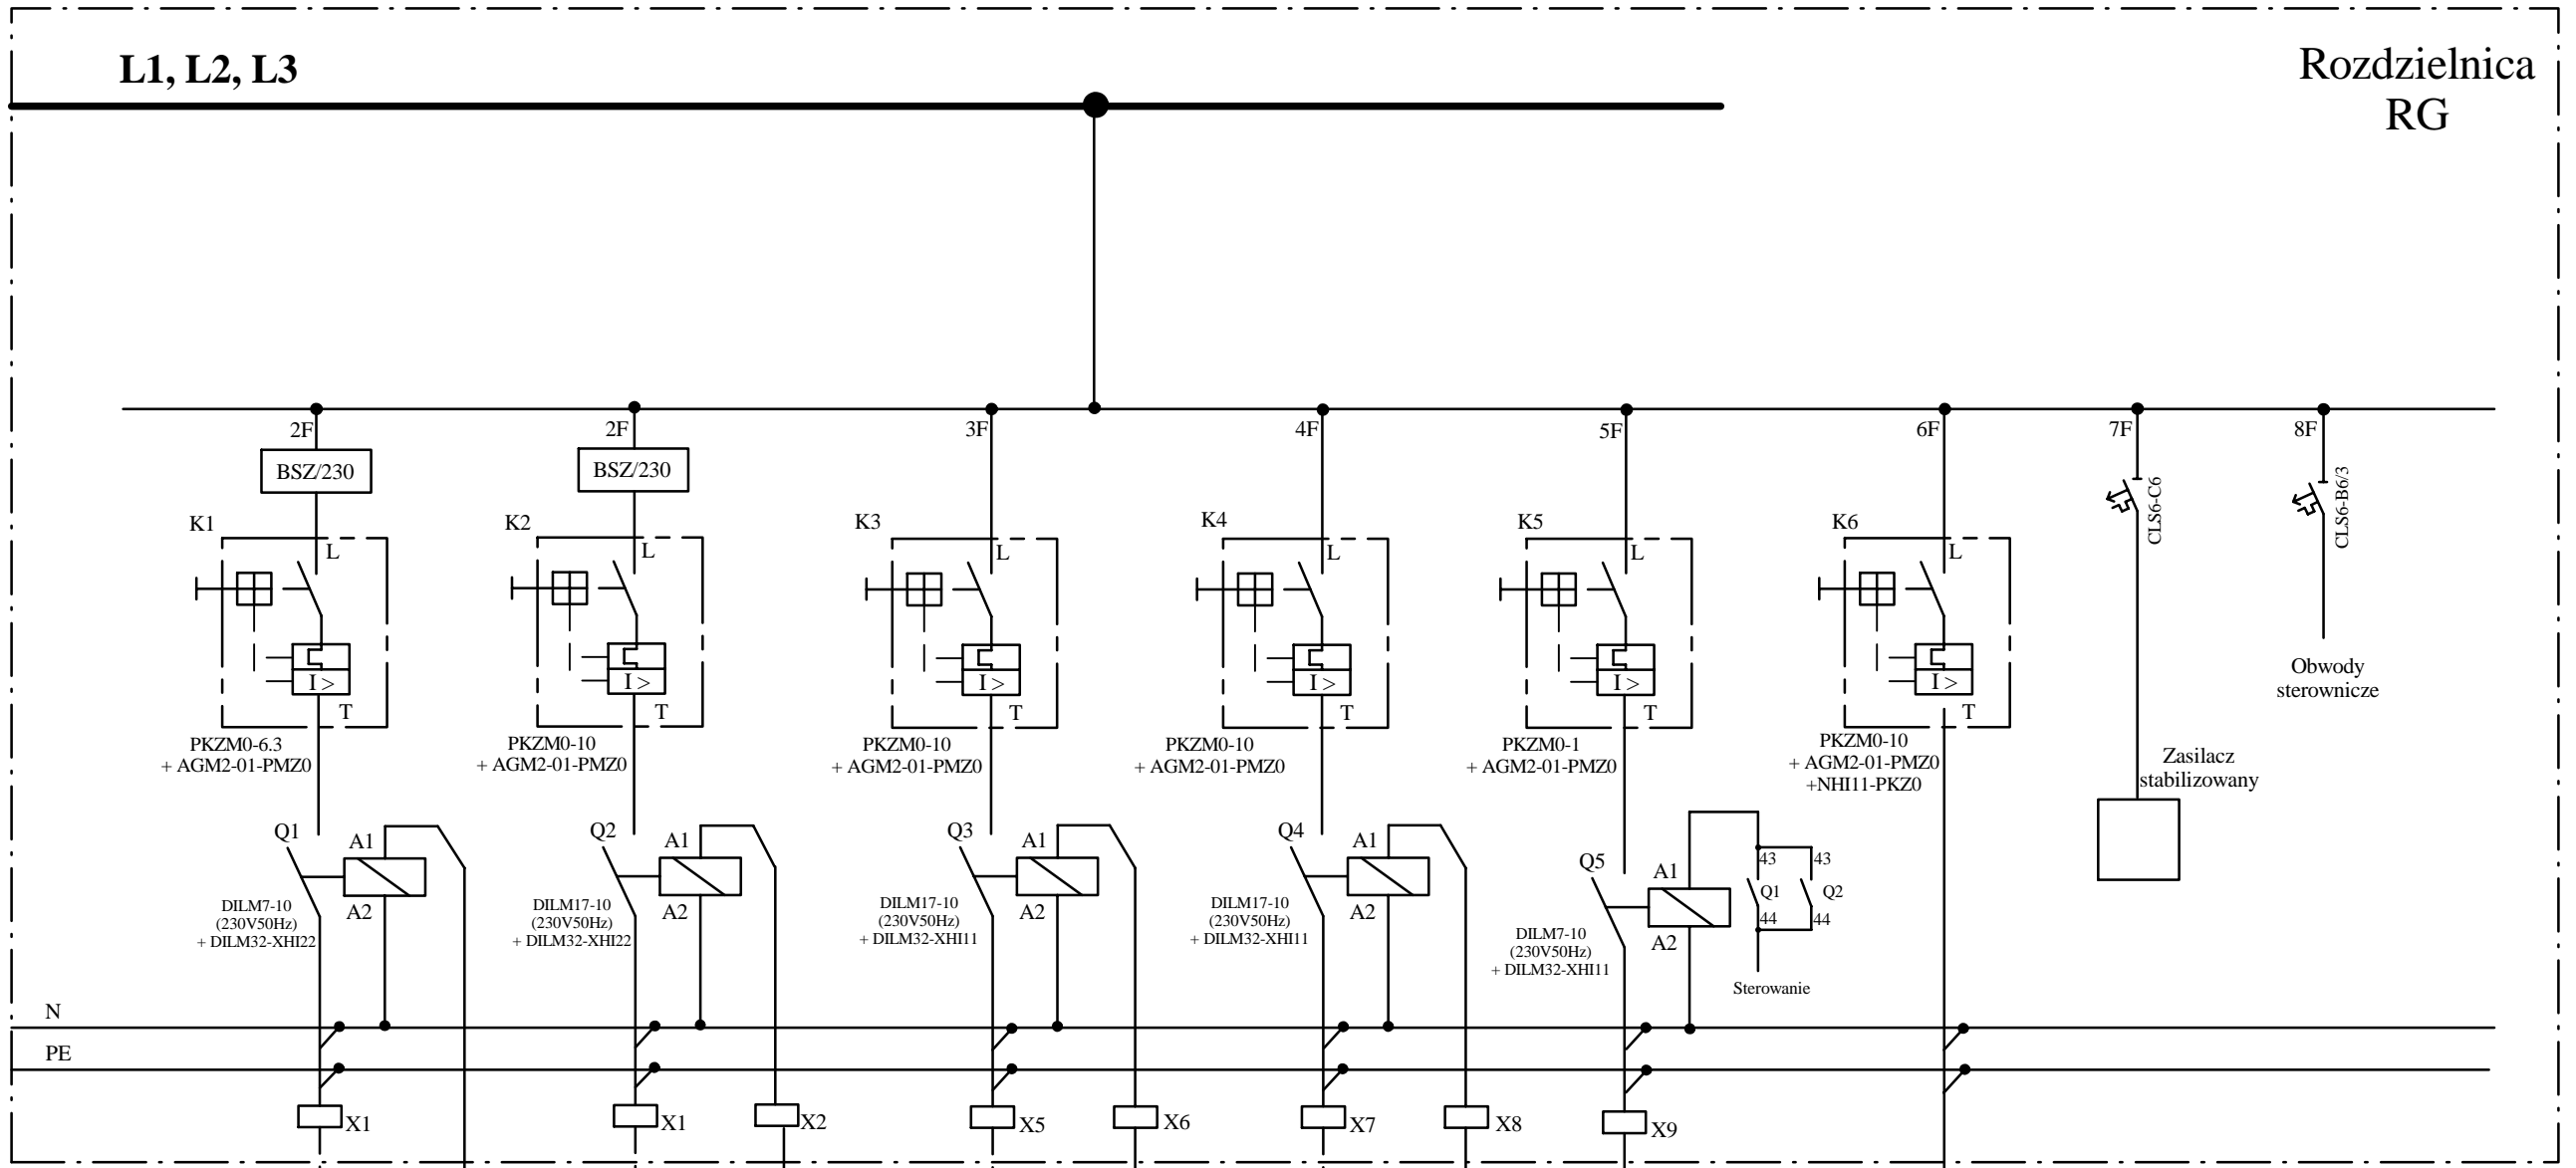 L1, L2, L3
Rozdzielnica
RG
2F
2F
3F
4F
5F
6F
7F
8F
BSZ/230
BSZ/230
CLS6-C6
CLS6-B6/3
K1
K2
K3
K4
K5
K6
L
L
L
L
L
L
I >
I >
I >
I >
I >
I >
T
T
T
T
T
T
Obwody
sterownicze
PKZM0-6.3
+ AGM2-01-PMZ0
PKZM0-10
+ AGM2-01-PMZ0
PKZM0-10
+ AGM2-01-PMZ0
PKZM0-10
+ AGM2-01-PMZ0
PKZM0-1
+ AGM2-01-PMZ0
PKZM0-10
+ AGM2-01-PMZ0
+NHI11-PKZ0
Zasilacz
stabilizowany
Q1
A1
A2
DILM7-10
(230V50Hz)
+ DILM32-XHI22
Q2
A1
A2
DILM17-10
(230V50Hz)
+ DILM32-XHI22
Q3
A1
A2
DILM17-10
(230V50Hz)
+ DILM32-XHI11
Q4
A1
A2
DILM17-10
(230V50Hz)
+ DILM32-XHI11
Q5
A1
A2
DILM7-10
(230V50Hz)
+ DILM32-XHI11
43
43
Q1
Q2
44
44
Sterowanie
N
PE
X1
X1
X2
X5
X6
X7
X8
X9